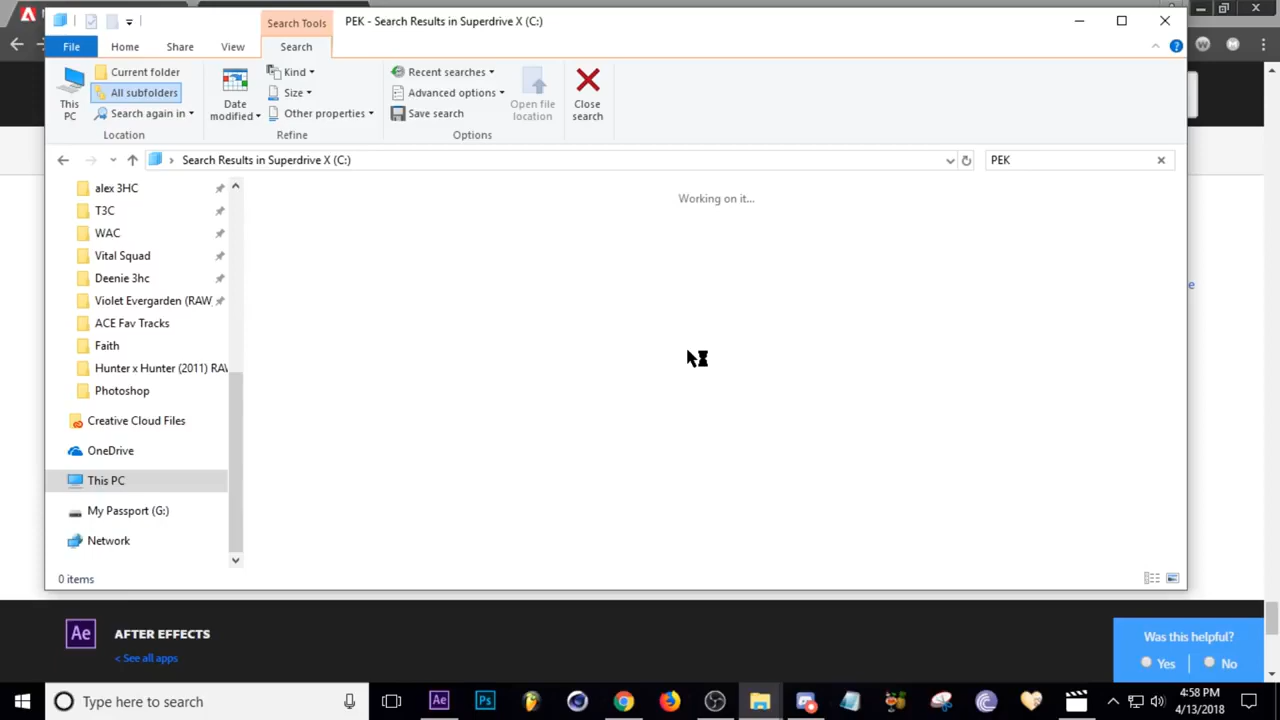 Search Tools
PEK - Search Results in Superdrive X (C:)
File
Home
Share
View
Search
This PC
Current folder
All subfolders
Search again in
Location
Date modified
Kind
Size
Other properties
Refine
Recent searches
Advanced options
Save search
Open file location
Options
Close search
Search Results in Superdrive X (C:)
PEK
alex 3HC
T3C
WAC
Vital Squad
Deenie 3hc
Violet Evergarden (RAW
ACE Fav Tracks
Faith
Hunter x Hunter (2011) RAW
Photoshop
Creative Cloud Files
OneDrive
This PC
My Passport (G:)
Network
Working on it...
0 items
Ae
AFTER EFFECTS
< See all apps
Was this helpful?
Yes
No
Type here to search
Ae
Ps
4:58 PM
4/13/2018